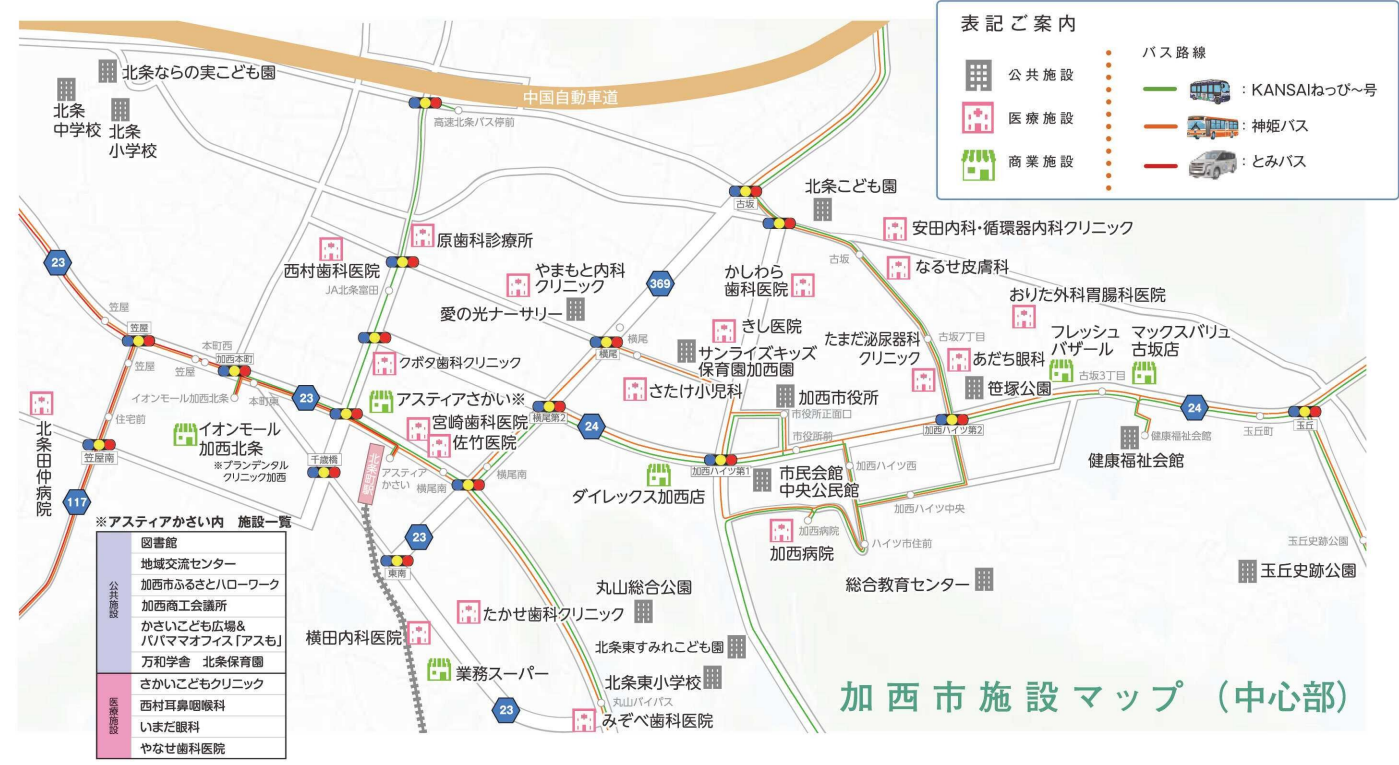 表記ご案内
公共施設
医療施設
商業施設
バス路線
：KANSAIねっぴ〜号
：神姫バス
：とみバス
中国自動車道
北条ならの実こども園
北条
中学校
北条
小学校
高速北条バス停前
古坂
北条こども園
安田内科・循環器内科クリニック
原歯科診療所
西村歯科医院
23
JA北条富田
やまもと内科
クリニック
愛の光ナーサリー
369
かしわら
歯科医院
古坂
なるせ皮膚科
おりた外科胃腸科医院
笠屋
笠屋
本町西
加西本町
笠屋
笠屋
クボタ歯科クリニック
横尾
横尾
きし医院
サンライズキッズ
保育園加西園
たまだ泌尿器科
クリニック
古坂7丁目
あだち眼科
フレッシュ
バザール
マックスバリュ
古坂店
古坂3丁目
笹塚公園
イオンモール加西北条
本町東
23
アスティアさかい※
さたけ小児科
加西市役所
住宅前
北条田仲病院
イオンモール
加西北条
※プランデンタル
クリニック加西
宮崎歯科医院
佐竹医院
横尾第2
24
市役所正面口
市役所前
加西ハイツ第2
24
玉丘町
玉丘
笠屋南
千歳橋
北条町駅
アスティア
かさい
横尾南
横尾南
ダイレックス加西店
加西ハイツ第1
市民会館
中央公民館
加西ハイツ西
健康福祉会館
健康福祉会館
117
加西ハイツ中央
加西病院
加西病院
ハイツ市住前
23
東南
玉丘史跡公園
玉丘史跡公園
総合教育センター
丸山総合公園
たかせ歯科クリニック
横田内科医院
北条東すみれこども園
業務スーパー
北条東小学校
丸山バイパス
23
みぞべ歯科医院
※アスティアかさい内　施設一覧
公共施設
図書館
地域交流センター
加西市ふるさとハローワーク
加西商工会議所
かさいこども広場&
パパママオフィス「アスも」
万和学舎　北条保育園
医療施設
さかいこどもクリニック
西村耳鼻咽喉科
いまだ眼科
やなせ歯科医院
加西市施設マップ（中心部）